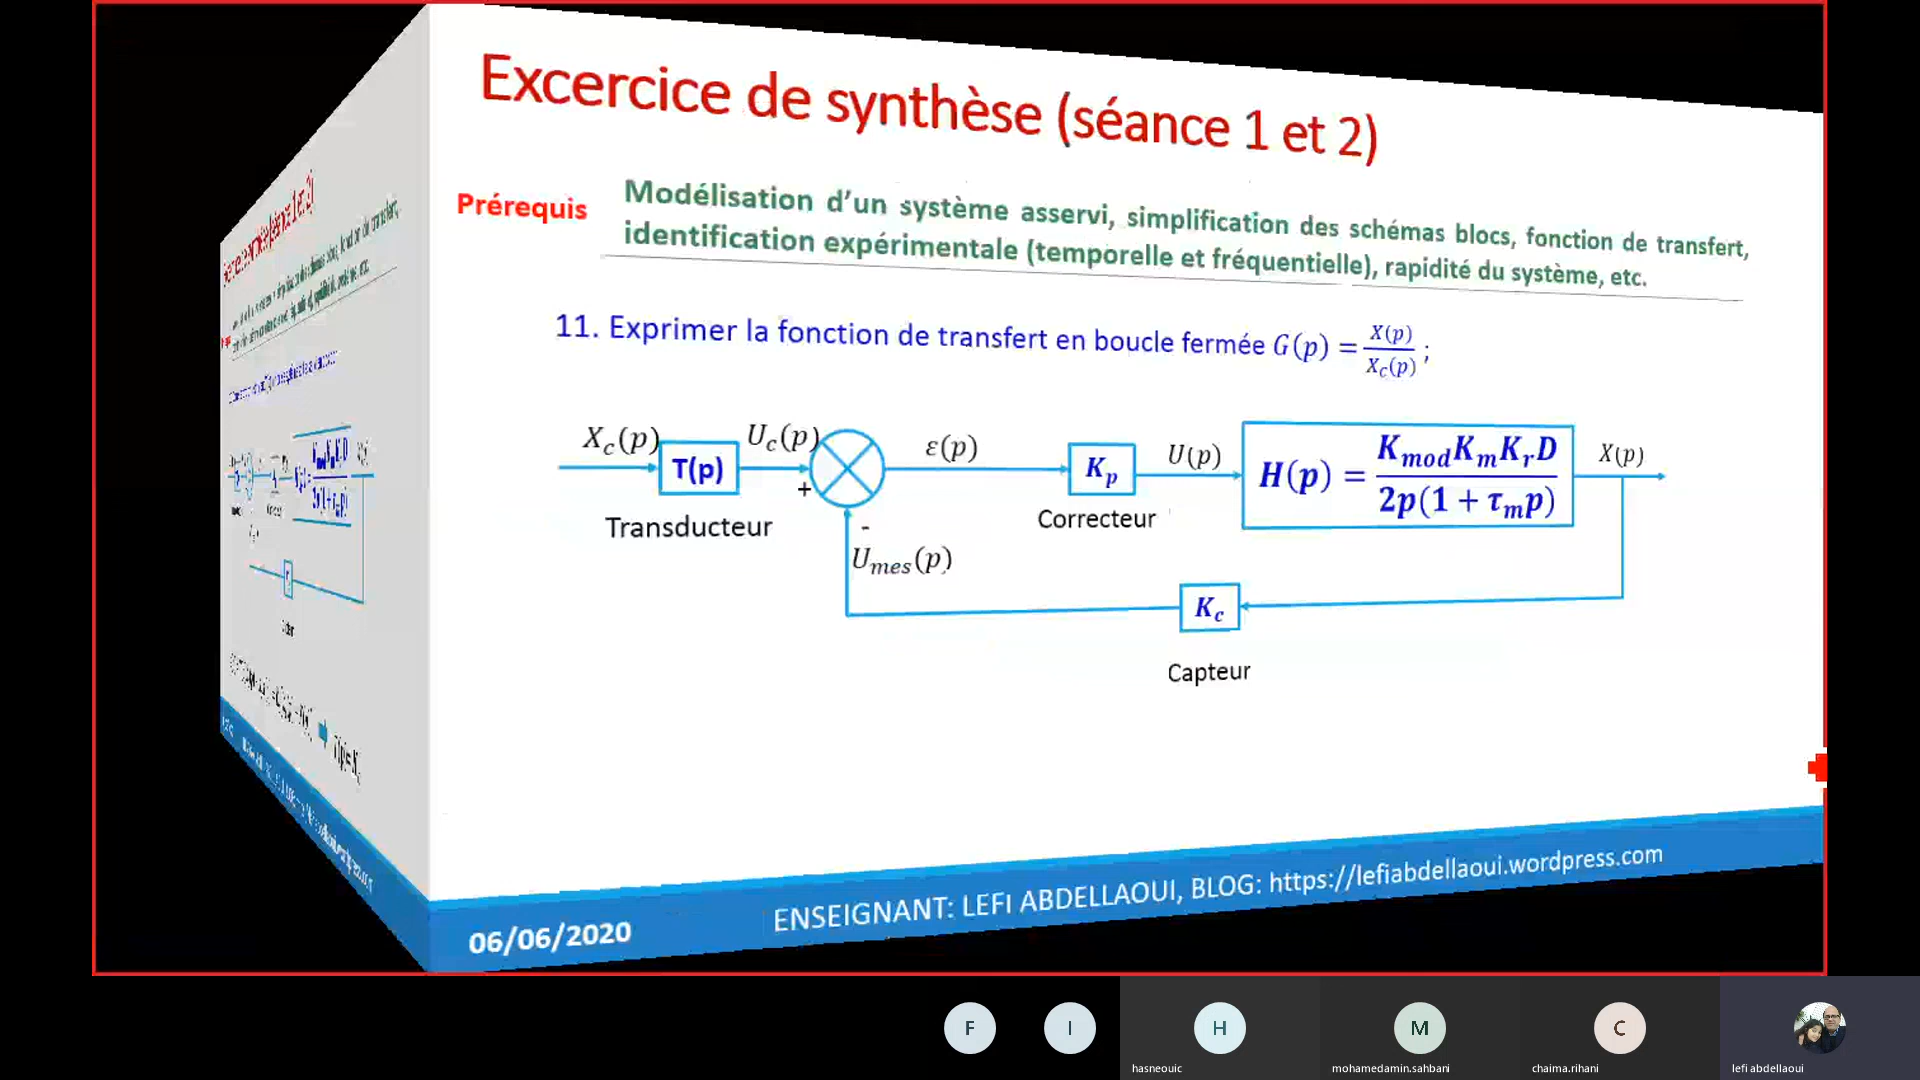 Excercice de synthèse (séance 1 et 2)
Prérequis
Modélisation d’un système asservi, simplification des schémas blocs, fonction de transfert,
identification expérimentale (temporelle et fréquentielle), rapidité du système, etc.
11. Exprimer la fonction de transfert en boucle fermée G(p) = X(p)/X_c(p) ;
X_c(p)
T(p)
U_c(p)
+
-
ε(p)
K_p
U(p)
H(p) = K_mod K_m K_r D / 2p(1 + τ_m p)
X(p)
Transducteur
Correcteur
U_mes(p)
K_c
Capteur
06/06/2020
ENSEIGNANT: LEFI ABDELLAOUI, BLOG: https://lefiabdellaoui.wordpress.com
F
I
H
M
C
hasneouic
mohamedamin.sahbani
chaima.rihani
lefi abdellaoui